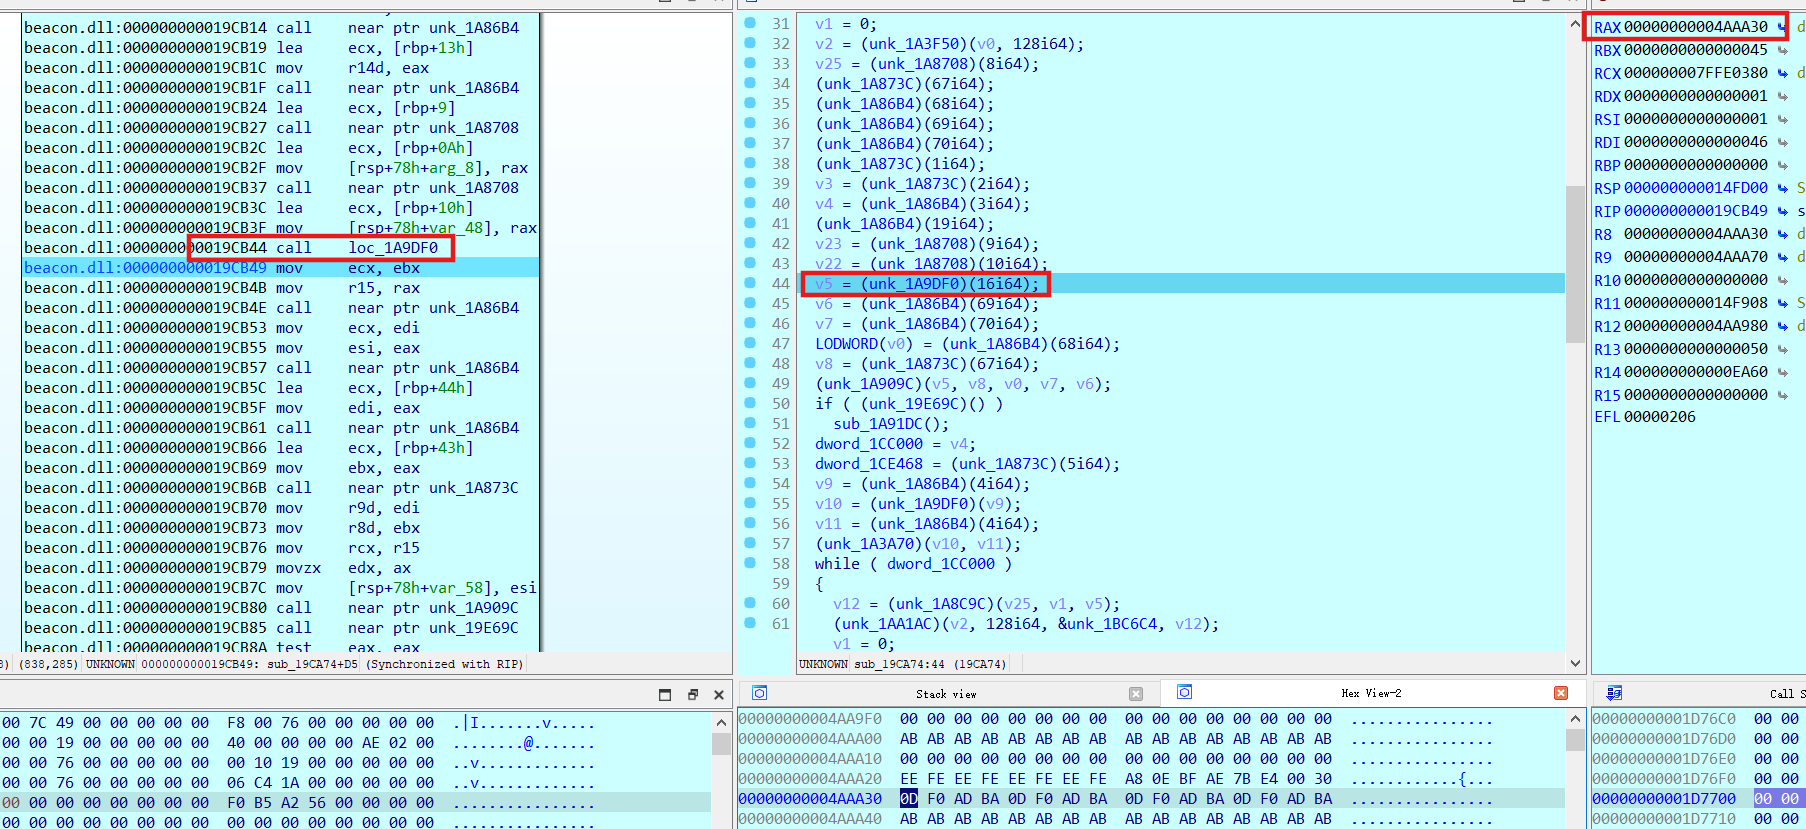 beacon.dll:000000000019CB14 call near ptr unk_1A86B4
beacon.dll:000000000019CB19 lea ecx, [rbp+13h]
beacon.dll:000000000019CB1C mov r14d, eax
beacon.dll:000000000019CB1F call near ptr unk_1A86B4
beacon.dll:000000000019CB24 lea ecx, [rbp+9]
beacon.dll:000000000019CB27 call near ptr unk_1A8708
beacon.dll:000000000019CB2C lea ecx, [rbp+0Ah]
beacon.dll:000000000019CB2F mov [rsp+78h+arg_8], rax
beacon.dll:000000000019CB37 call near ptr unk_1A8708
beacon.dll:000000000019CB3C lea ecx, [rbp+10h]
beacon.dll:000000000019CB3F mov [rsp+78h+var_48], rax
beacon.dll:000000000019CB44 call loc_1A9DF0
beacon.dll:000000000019CB49 mov ecx, ebx
beacon.dll:000000000019CB4B mov r15, rax
beacon.dll:000000000019CB4E call near ptr unk_1A86B4
beacon.dll:000000000019CB53 mov ecx, edi
beacon.dll:000000000019CB55 mov esi, eax
beacon.dll:000000000019CB57 call near ptr unk_1A86B4
beacon.dll:000000000019CB5C lea ecx, [rbp+44h]
beacon.dll:000000000019CB5F mov edi, eax
beacon.dll:000000000019CB61 call near ptr unk_1A86B4
beacon.dll:000000000019CB66 lea ecx, [rbp+43h]
beacon.dll:000000000019CB69 mov ebx, eax
beacon.dll:000000000019CB6B call near ptr unk_1A873C
beacon.dll:000000000019CB70 mov r9d, edi
beacon.dll:000000000019CB73 mov r8d, ebx
beacon.dll:000000000019CB76 mov rcx, r15
beacon.dll:000000000019CB79 movzx edx, ax
beacon.dll:000000000019CB7C mov [rsp+78h+var_58], esi
beacon.dll:000000000019CB80 call near ptr unk_1A909C
beacon.dll:000000000019CB85 call near ptr unk_19E69C
beacon.dll:000000000019CB8A test eax, eax
(838,285) UNKNOWN 000000000019CB49: sub_19CA74+D5 (Synchronized with RIP)
31 v1 = 0;
32 v2 = (unk_1A3F50)(v0, 128i64);
33 v25 = (unk_1A8708)(8i64);
34 (unk_1A873C)(67i64);
35 (unk_1A86B4)(68i64);
36 (unk_1A86B4)(69i64);
37 (unk_1A86B4)(70i64);
38 (unk_1A873C)(1i64);
39 v3 = (unk_1A873C)(2i64);
40 v4 = (unk_1A86B4)(3i64);
41 (unk_1A86B4)(19i64);
42 v23 = (unk_1A8708)(9i64);
43 v22 = (unk_1A8708)(10i64);
44 v5 = (unk_1A9DF0)(16i64);
45 v6 = (unk_1A86B4)(69i64);
46 v7 = (unk_1A86B4)(70i64);
47 LODWORD(v0) = (unk_1A86B4)(68i64);
48 v8 = (unk_1A873C)(67i64);
49 (unk_1A909C)(v5, v8, v0, v7, v6);
50 if ( (unk_19E69C)() )
51 sub_1A91DC();
52 dword_1CC000 = v4;
53 dword_1CE468 = (unk_1A873C)(5i64);
54 v9 = (unk_1A86B4)(4i64);
55 v10 = (unk_1A9DF0)(v9);
56 v11 = (unk_1A86B4)(4i64);
57 (unk_1A3A70)(v10, v11);
58 while ( dword_1CC000 )
59 {
60 v12 = (unk_1A8C9C)(v25, v1, v5);
61 (unk_1AA1AC)(v2, 128i64, &unk_1BC6C4, v12);
v1 = 0;
UNKNOWN sub_19CA74:44 (19CA74)
RAX 00000000004AAA30 d
RBX 0000000000000045
RCX 000000007FFE0380 d
RDX 0000000000000001
RSI 0000000000000001
RDI 0000000000000046
RBP 0000000000000000
RSP 000000000014FD00 S
RIP 000000000019CB49 s
R8 00000000004AAA30 d
R9 00000000004AAA70 d
R10 0000000000000000
R11 000000000014F908 S
R12 00000000004AA980 d
R13 0000000000000050
R14 000000000000EA60
R15 0000000000000000
EFL 00000206
00 7C 49 00 00 00 00 00 F8 00 76 00 00 00 00 00 .|I.......v.....
00 00 19 00 00 00 00 00 40 00 00 00 00 AE 02 00 ........@.......
00 00 76 00 00 00 00 00 00 10 19 00 00 00 00 00 ..v.............
00 00 76 00 00 00 00 00 06 C4 1A 00 00 00 00 00 ..v.............
00 00 00 00 00 00 00 00 F0 B5 A2 56 00 00 00 00 ................
00 00 00 00 00 00 00 00 00 00 00 00 00 00 00 00 ................
Stack view
Hex View-2
00000000004AA9F0 00 00 00 00 00 00 00 00 00 00 00 00 00 00 00 00 ................
00000000004AAA00 AB AB AB AB AB AB AB AB AB AB AB AB AB AB AB AB ................
00000000004AAA10 00 00 00 00 00 00 00 00 00 00 00 00 00 00 00 00 ................
00000000004AAA20 EE FE EE FE EE FE EE FE A8 0E BF AE 7B E4 00 30 ............{...
00000000004AAA30 0D F0 AD BA 0D F0 AD BA 0D F0 AD BA 0D F0 AD BA ................
00000000004AAA40 AB AB AB AB AB AB AB AB AB AB AB AB AB AB AB AB ................
Call S
00000000001D76C0 00 00
00000000001D76D0 00 00
00000000001D76E0 00 00
00000000001D76F0 00 00
00000000001D7700 00 00
00000000001D7710 00 00